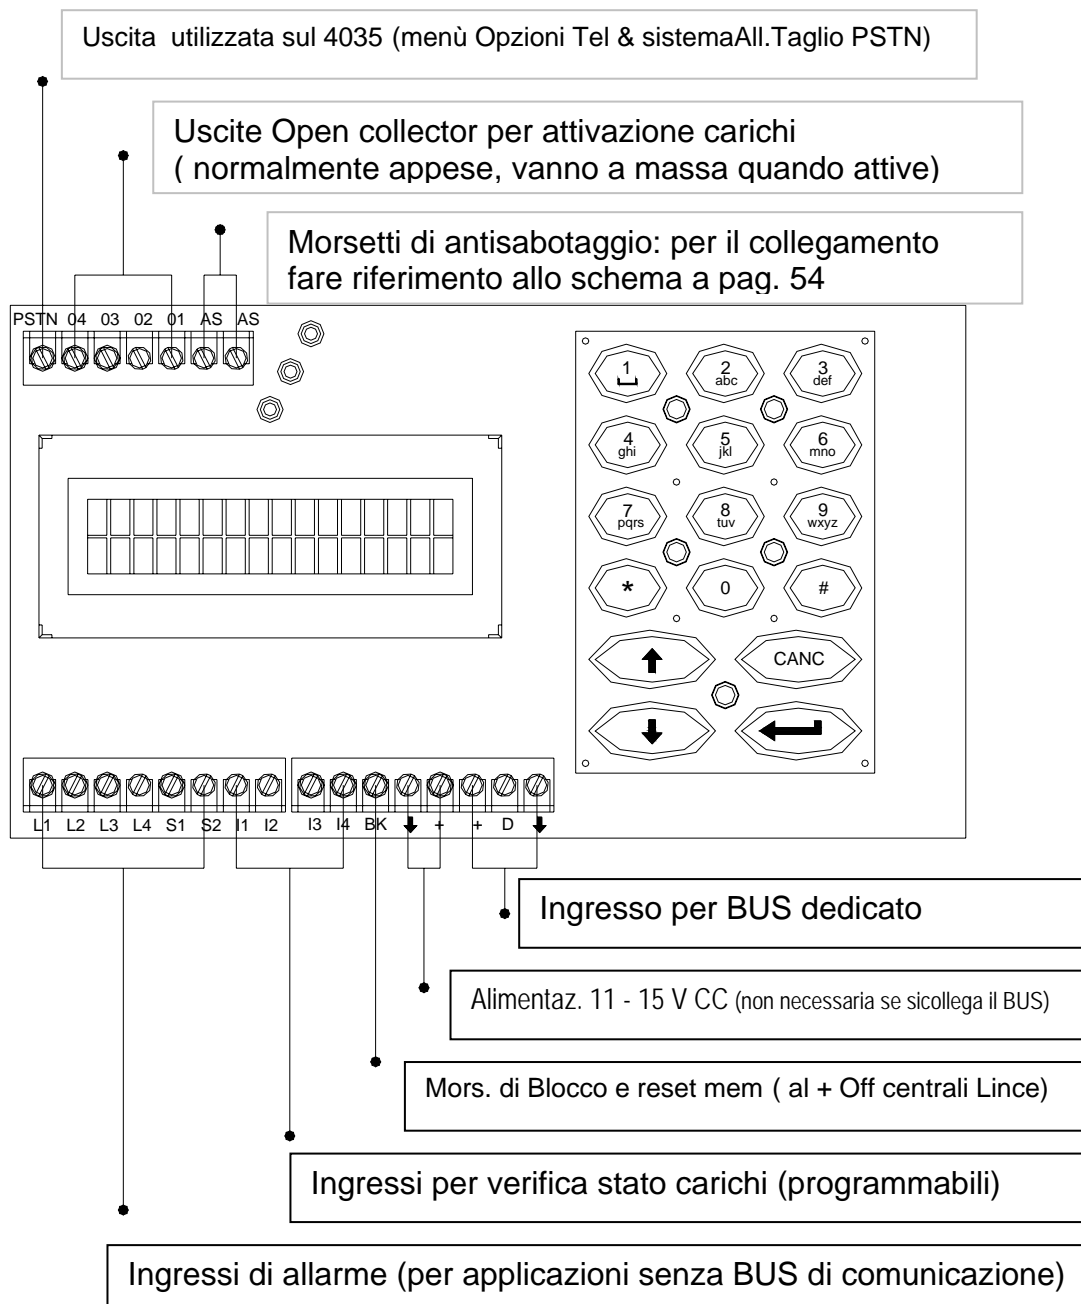 Uscita utilizzata sul 4035 (menù Opzioni Tel & sistemaAll.Taglio PSTN)
Uscite Open collector per attivazione carichi
( normalmente appese, vanno a massa quando attive)
Morsetti di antisabotaggio: per il collegamento
fare riferimento allo schema a pag. 54
PSTN 04 03 02 01 AS AS
1
2
abc
3
def
4
ghi
5
jkl
6
mno
7
pqrs
8
tuv
9
wxyz
*
0
#
CANC
L1 L2 L3 L4 S1 S2 I1 I2 I3 I4 BK + + D
Ingresso per BUS dedicato
Alimentaz. 11 - 15 V CC (non necessaria se sicollega il BUS)
Mors. di Blocco e reset mem ( al + Off centrali Lince)
Ingressi per verifica stato carichi (programmabili)
Ingressi di allarme (per applicazioni senza BUS di comunicazione)